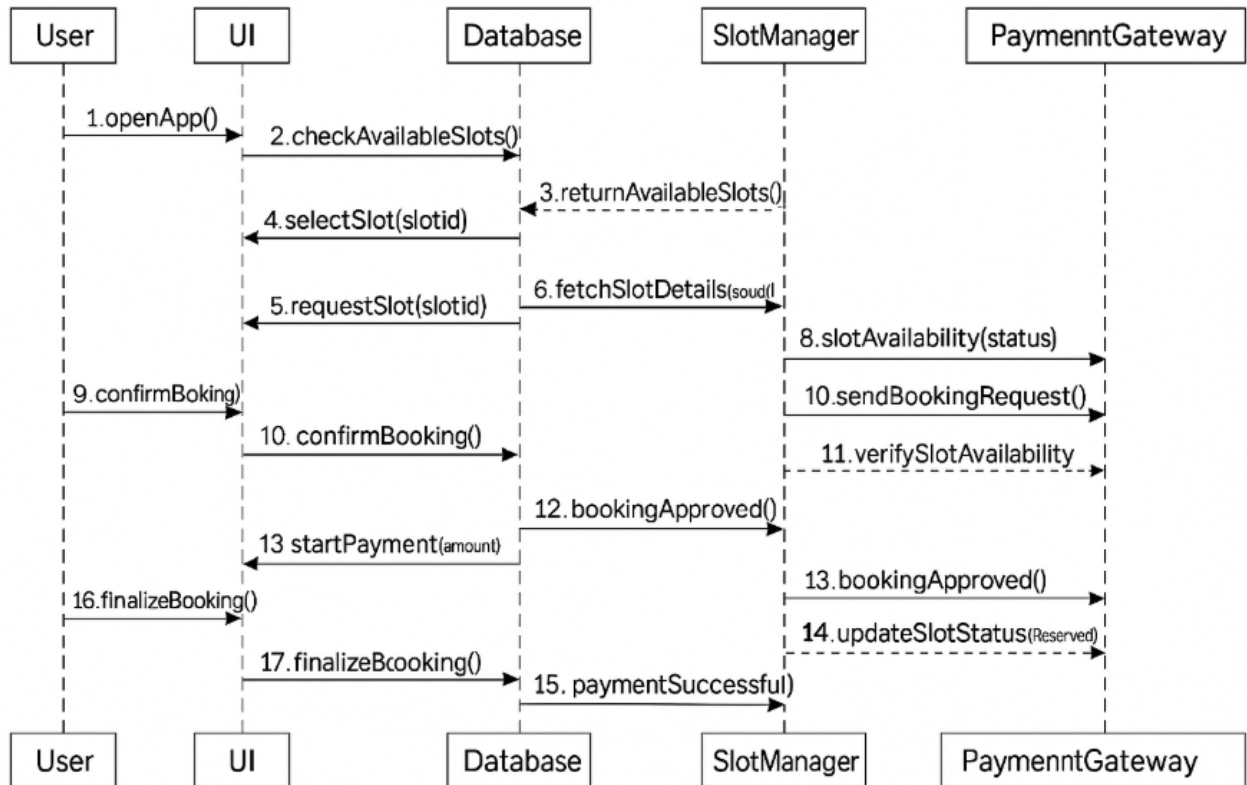 User
UI
Database
SlotManager
PaymenntGateway
1.openApp()
2.checkAvailableSlots()
3.returnAvailableSlots()
4.selectSlot(slotid)
6.fetchSlotDetails(soud(l
5.requestSlot(slotid)
8.slotAvailability(status)
9.confirmBoking)
10.sendBookingRequest()
10. confirmBooking()
11.verifySlotAvailability
12.bookingApproved()
13 startPayment(amount)
13.bookingApproved()
16.finalizeBooking()
14.updateSlotStatus(Reserved)
17.finalizeBcooking()
15. paymentSuccessful)
User
UI
Database
SlotManager
PaymenntGateway